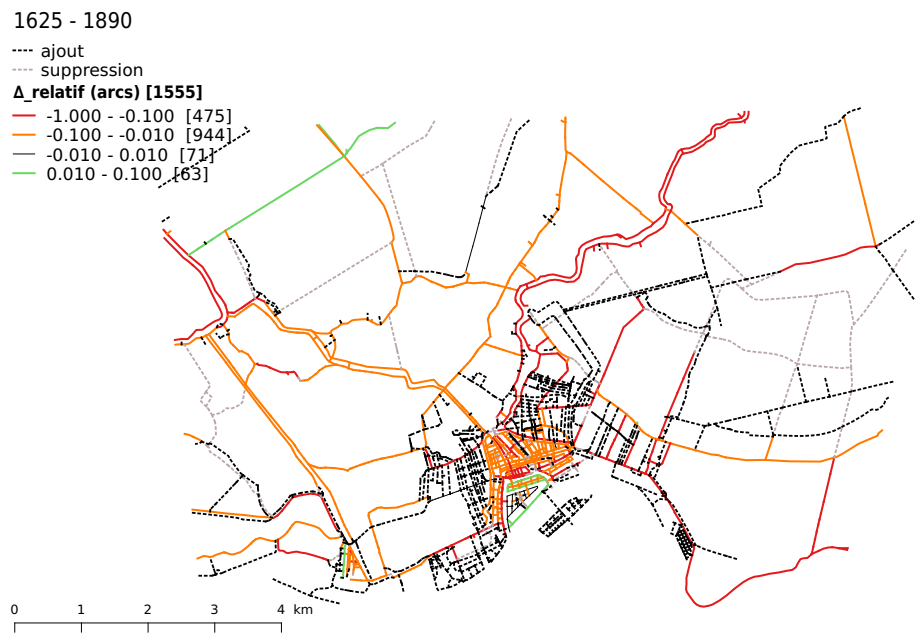 1625 - 1890
ajout
suppression
Δ_relatif (arcs) [1555]
-1.000 - -0.100 [475]
-0.100 - -0.010 [944]
-0.010 - 0.010 [71]
0.010 - 0.100 [63]
0 1 2 3 4 km